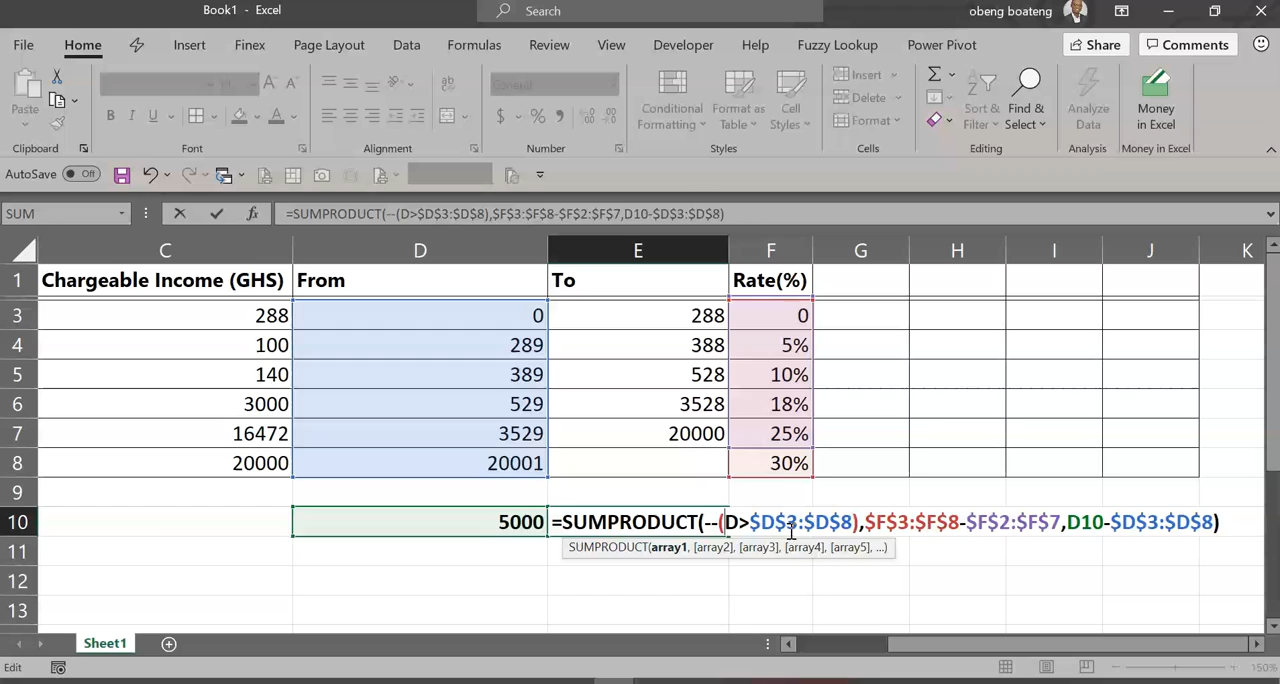 Book1 - Excel
Search
obeng boateng
File Home Insert Finex Page Layout Data Formulas Review View Developer Help Fuzzy Lookup Power Pivot Share Comments
Paste
Clipboard
B I U A A A
Font
ab
Alignment
General
$ % 9
Number
Conditional Formatting
Format as Table
Cell Styles
Styles
Insert
Delete
Format
Cells
Sort & Filter
Find & Select
Editing
Analyze Data
Analysis
Money in Excel
Money in Excel
AutoSave Off
SUM fx =SUMPRODUCT(--(D>$D$3:$D$8),$F$3:$F$8-$F$2:$F$7,D10-$D$3:$D$8)
C D E F G H I J K
1 Chargeable Income (GHS) From To Rate(%)
3 288 0 288 0
4 100 289 388 5%
5 140 389 528 10%
6 3000 529 3528 18%
7 16472 3529 20000 25%
8 20000 20001 30%
9
10 5000 =SUMPRODUCT(--(D>$D$3:$D$8),$F$3:$F$8-$F$2:$F$7,D10-$D$3:$D$8)
11 SUMPRODUCT(array1, [array2], [array3], [array4], [array5], ...)
12
13
Sheet1
Edit
150%